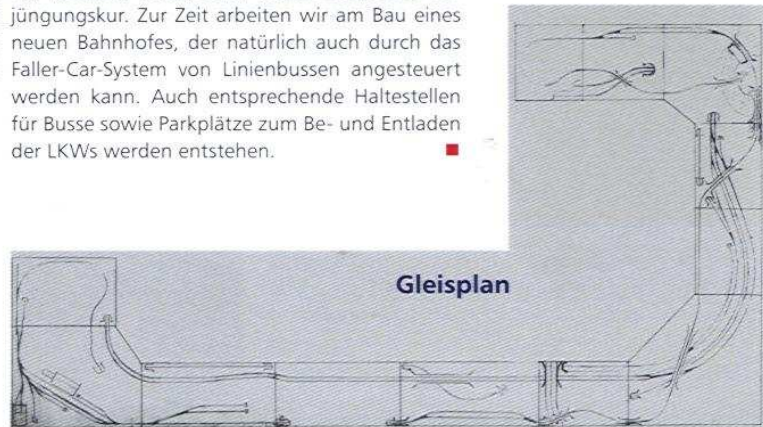 jüngungskur. Zur Zeit arbeiten wir am Bau eines
neuen Bahnhofes, der natürlich auch durch das
Faller-Car-System von Linienbussen angesteuert
werden kann. Auch entsprechende Haltestellen
für Busse sowie Parkplätze zum Be- und Entladen
der LKWs werden entstehen.
Gleisplan